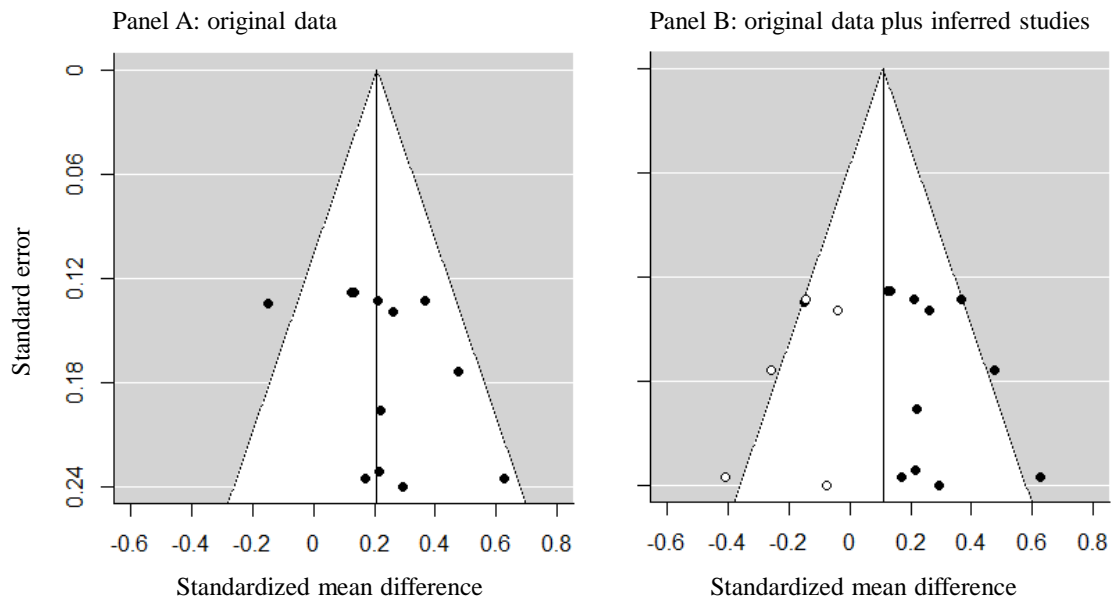 Panel A: original data
Panel B: original data plus inferred studies
Standard error
0
0.06
0.12
0.18
0.24
-0.6 -0.4 -0.2 0 0.2 0.4 0.6 0.8
-0.6 -0.4 -0.2 0 0.2 0.4 0.6 0.8
Standardized mean difference
Standardized mean difference